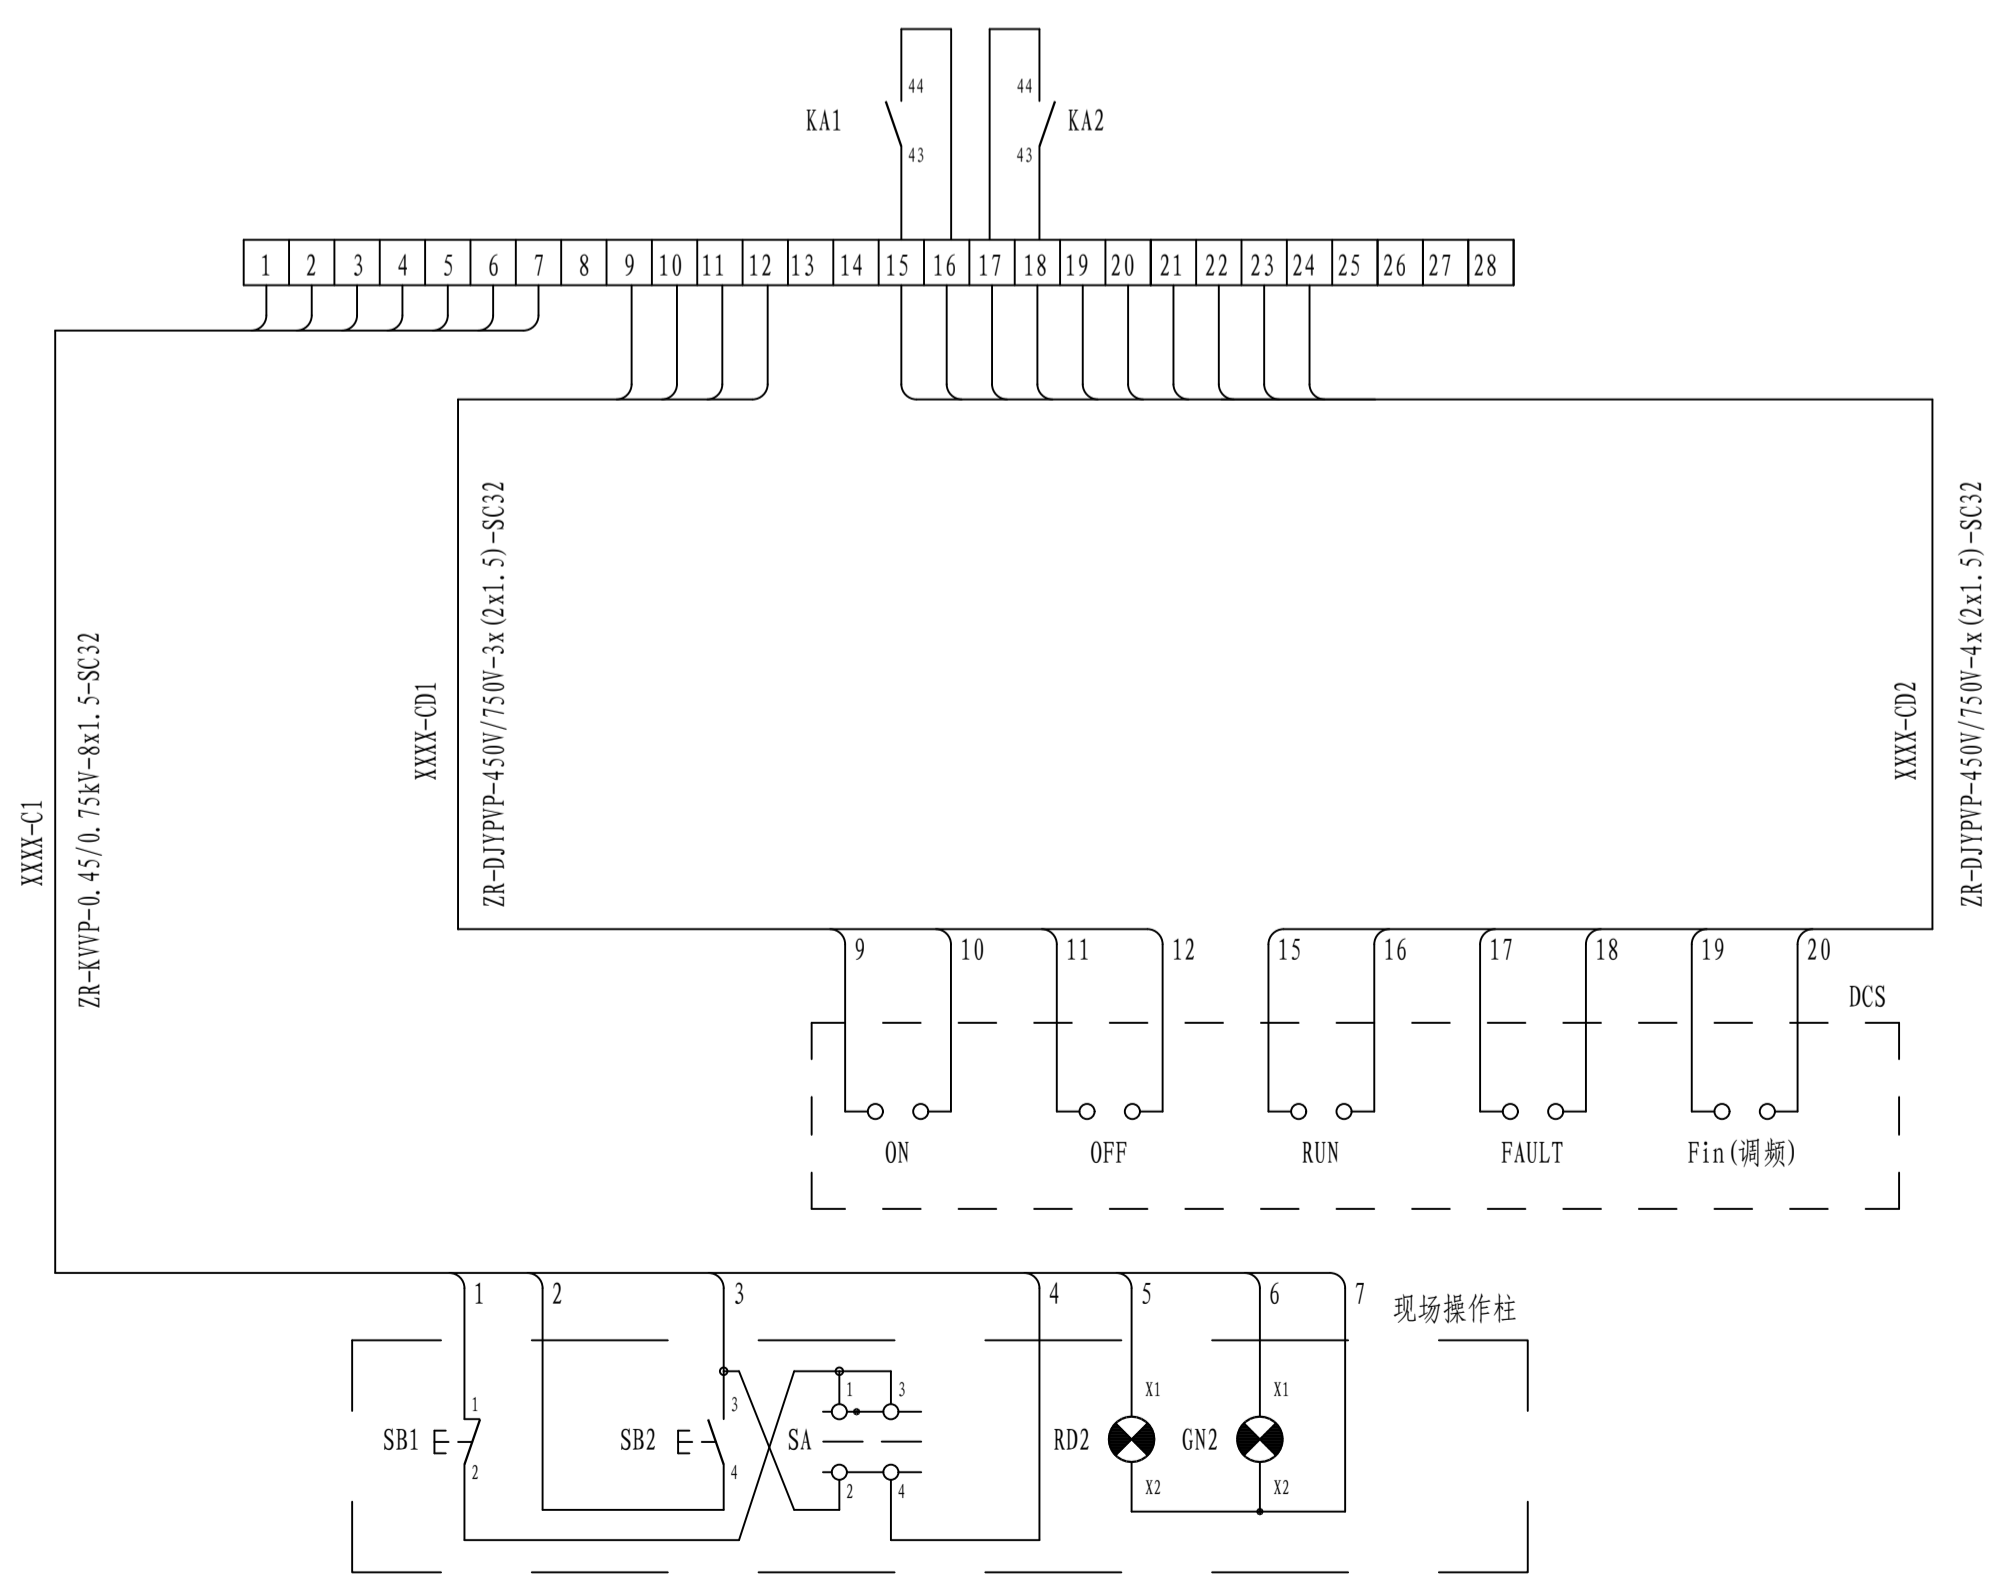 44 44
KA1 KA2
43 43
1 2 3 4 5 6 7 8 9 10 11 12 13 14 15 16 17 18 19 20 21 22 23 24 25 26 27 28
XXXX-C1
ZR-KVVP-0.45/0.75kV-8x1.5-SC32
XXXX-CD1
ZR-DJYPVP-450V/750V-3x(2x1.5)-SC32
XXXX-CD2
ZR-DJYPVP-450V/750V-4x(2x1.5)-SC32
9 10 11 12 15 16 17 18 19 20
DCS
ON OFF RUN FAULT Fin(调频)
1 2 3 4 5 6 7
现场操作柱
1 3 1 3 X1 X1
SB1 SB2 SA RD2 GN2
2 4 2 4 X2 X2